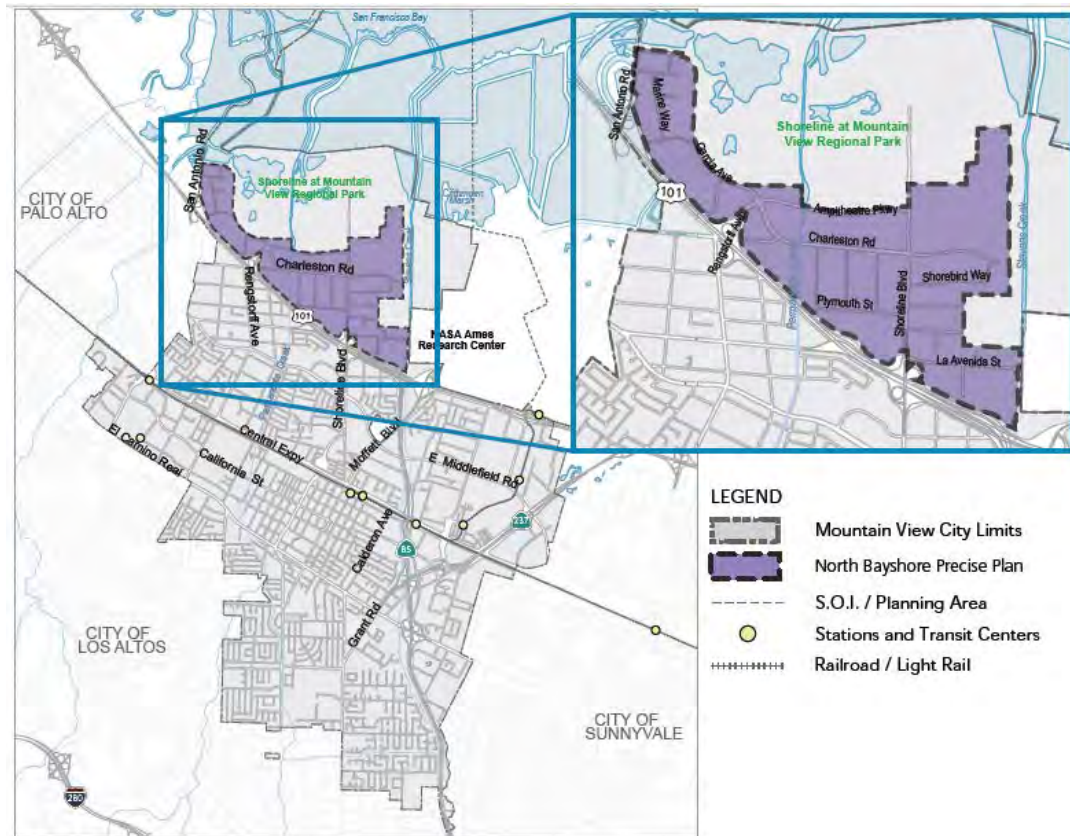 San Francisco Bay
San Antonio Rd
Shoreline at Mountain
View Regional Park
CITY OF
PALO ALTO
Charleston Rd
Rengstorff Ave
101
Shoreline Blvd
NASA Ames
Research Center
Moffett Blvd
Central Expy
El Camino Real
California St
E Middlefield Rd
237
85
Calderon Ave
Grant Rd
CITY OF
LOS ALTOS
CITY OF
SUNNYVALE
280
San Antonio Rd
Marine Way
Garcia Ave
Shoreline at Mountain
View Regional Park
101
Rengstorff Ave
Ampitheatre Pkwy
Charleston Rd
Stevens Creek
Shorebird Way
Plymouth St
Shoreline Blvd
La Avenida St
LEGEND
Mountain View City Limits
North Bayshore Precise Plan
S.O.I. / Planning Area
Stations and Transit Centers
Railroad / Light Rail